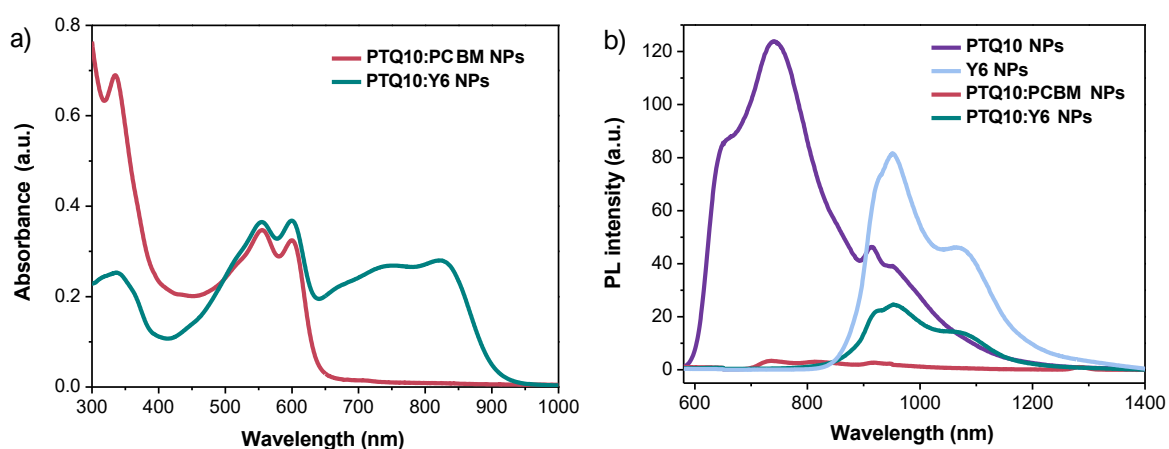 a)
PTQ10:PCBM NPs
PTQ10:Y6 NPs
Absorbance (a.u.)
0.8
0.6
0.4
0.2
0.0
300 400 500 600 700 800 900 1000
Wavelength (nm)
b)
PTQ10 NPs
Y6 NPs
PTQ10:PCBM NPs
PTQ10:Y6 NPs
PL intensity (a.u.)
120
100
80
60
40
20
0
600 800 1000 1200 1400
Wavelength (nm)